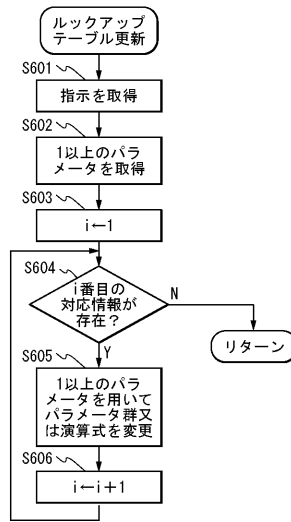 ルックアップ
テーブル更新
S601
指示を取得
S602
1以上のパラ
メータを取得
S603
i←1
S604
i番目の
対応情報が
存在？
N
リターン
Y
S605
1以上のパラ
メータを用いて
パラメータ群又
は演算式を変更
S606
i←i＋1